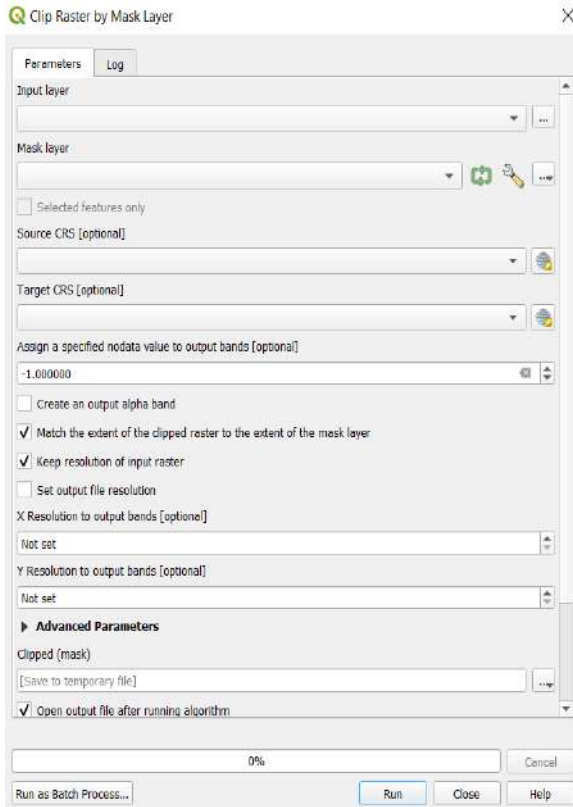 Clip Raster by Mask Layer
Parameters
Log
Input layer
...
Mask layer
...
Selected features only
Source CRS [optional]
Target CRS [optional]
Assign a specified nodata value to output bands [optional]
-1.000000
Create an output alpha band
Match the extent of the clipped raster to the extent of the mask layer
Keep resolution of input raster
Set output file resolution
X Resolution to output bands [optional]
Not set
Y Resolution to output bands [optional]
Not set
Advanced Parameters
Clipped (mask)
[Save to temporary file]
...
Open output file after running algorithm
0%
Cancel
Run as Batch Process...
Run
Close
Help